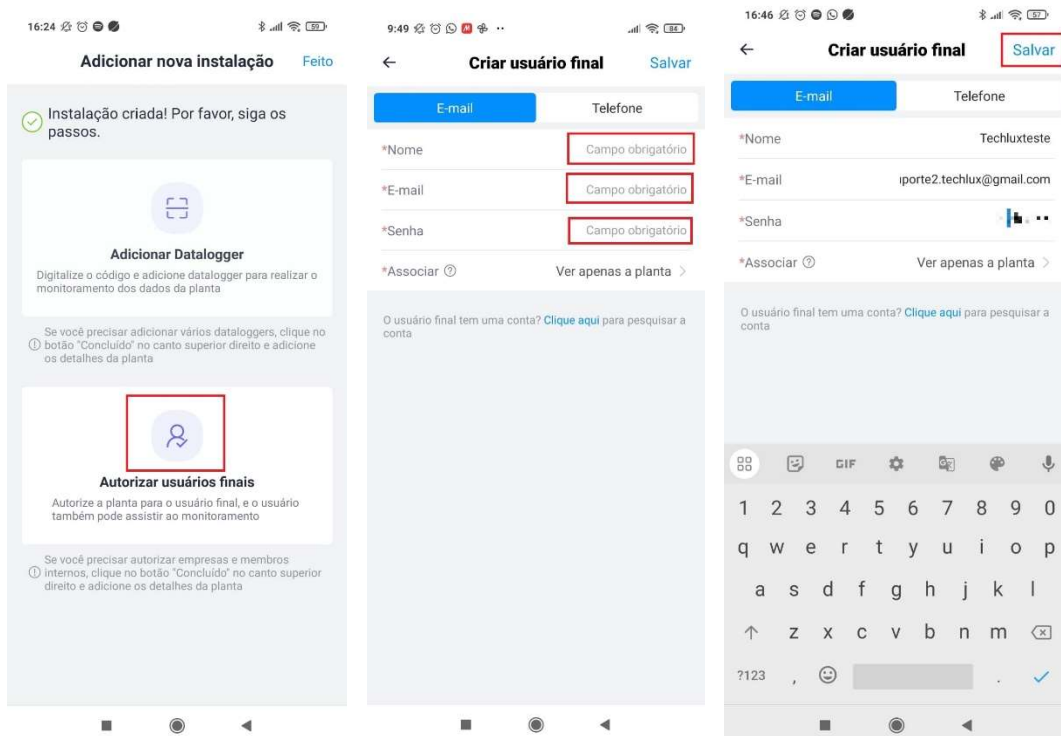 16:24
59
Adicionar nova instalação
Feito
Instalação criada! Por favor, siga os
passos.
Adicionar Datalogger
Digitalize o código e adicione datalogger para realizar o
monitoramento dos dados da planta
Se você precisar adicionar vários dataloggers, clique no
botão "Concluído" no canto superior direito e adicione
os detalhes da planta
Autorizar usuários finais
Autorize a planta para o usuário final, e o usuário
também pode assistir ao monitoramento
Se você precisar autorizar empresas e membros
internos, clique no botão "Concluído" no canto superior
direito e adicione os detalhes da planta
9:49
84
Criar usuário final
Salvar
E-mail
Telefone
*Nome
Campo obrigatório
*E-mail
Campo obrigatório
*Senha
Campo obrigatório
*Associar
Ver apenas a planta >
O usuário final tem uma conta? Clique aqui para pesquisar a
conta
16:46
57
Criar usuário final
Salvar
E-mail
Telefone
*Nome
Techluxteste
*E-mail
porte2.techlux@gmail.com
*Senha
*Associar
Ver apenas a planta >
O usuário final tem uma conta? Clique aqui para pesquisar a
conta
GIF
1 2 3 4 5 6 7 8 9 0
q w e r t y u i o p
a s d f g h j k l
z x c v b n m
?123 , .